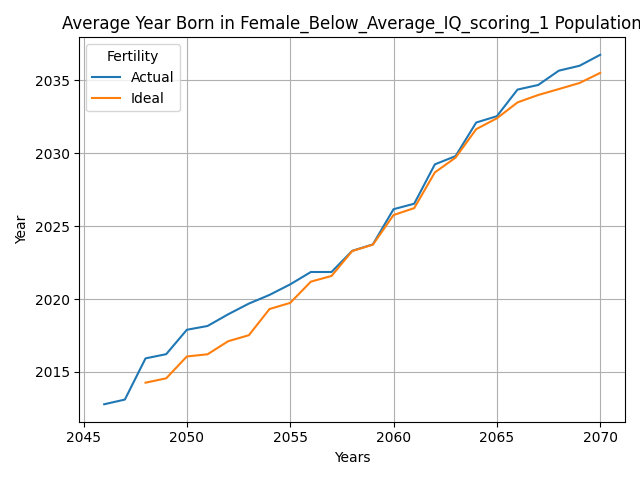 Average Year Born in Female_Below_Average_IQ_scoring_1 Population
Fertility
Actual
Ideal
2035
2030
2025
2020
2015
Year
2045
2050
2055
2060
2065
2070
Years